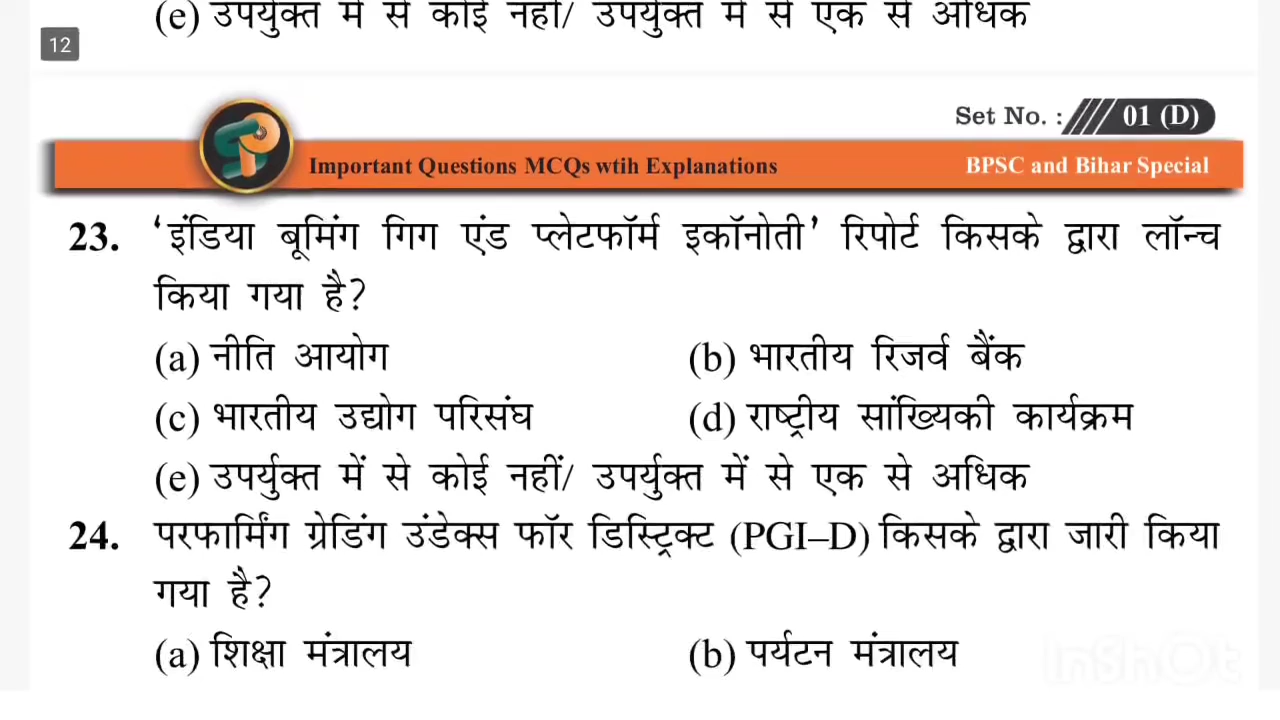 (e) उपर्युक्त में से कोई नहीं/ उपर्युक्त में से एक से अधिक
12
Set No. : 01 (D)
Important Questions MCQs wtih Explanations BPSC and Bihar Special
23. ‘इंडिया बूमिंग गिग एंड प्लेटफॉर्म इकॉनोती’ रिपोर्ट किसके द्वारा लॉन्च
किया गया है?
(a) नीति आयोग (b) भारतीय रिजर्व बैंक
(c) भारतीय उद्योग परिसंघ (d) राष्ट्रीय सांख्यिकी कार्यक्रम
(e) उपर्युक्त में से कोई नहीं/ उपर्युक्त में से एक से अधिक
24. परफार्मिंग ग्रेडिंग उंडेक्स फॉर डिस्ट्रिक्ट (PGI–D) किसके द्वारा जारी किया
गया है?
(a) शिक्षा मंत्रालय (b) पर्यटन मंत्रालय
InShOt